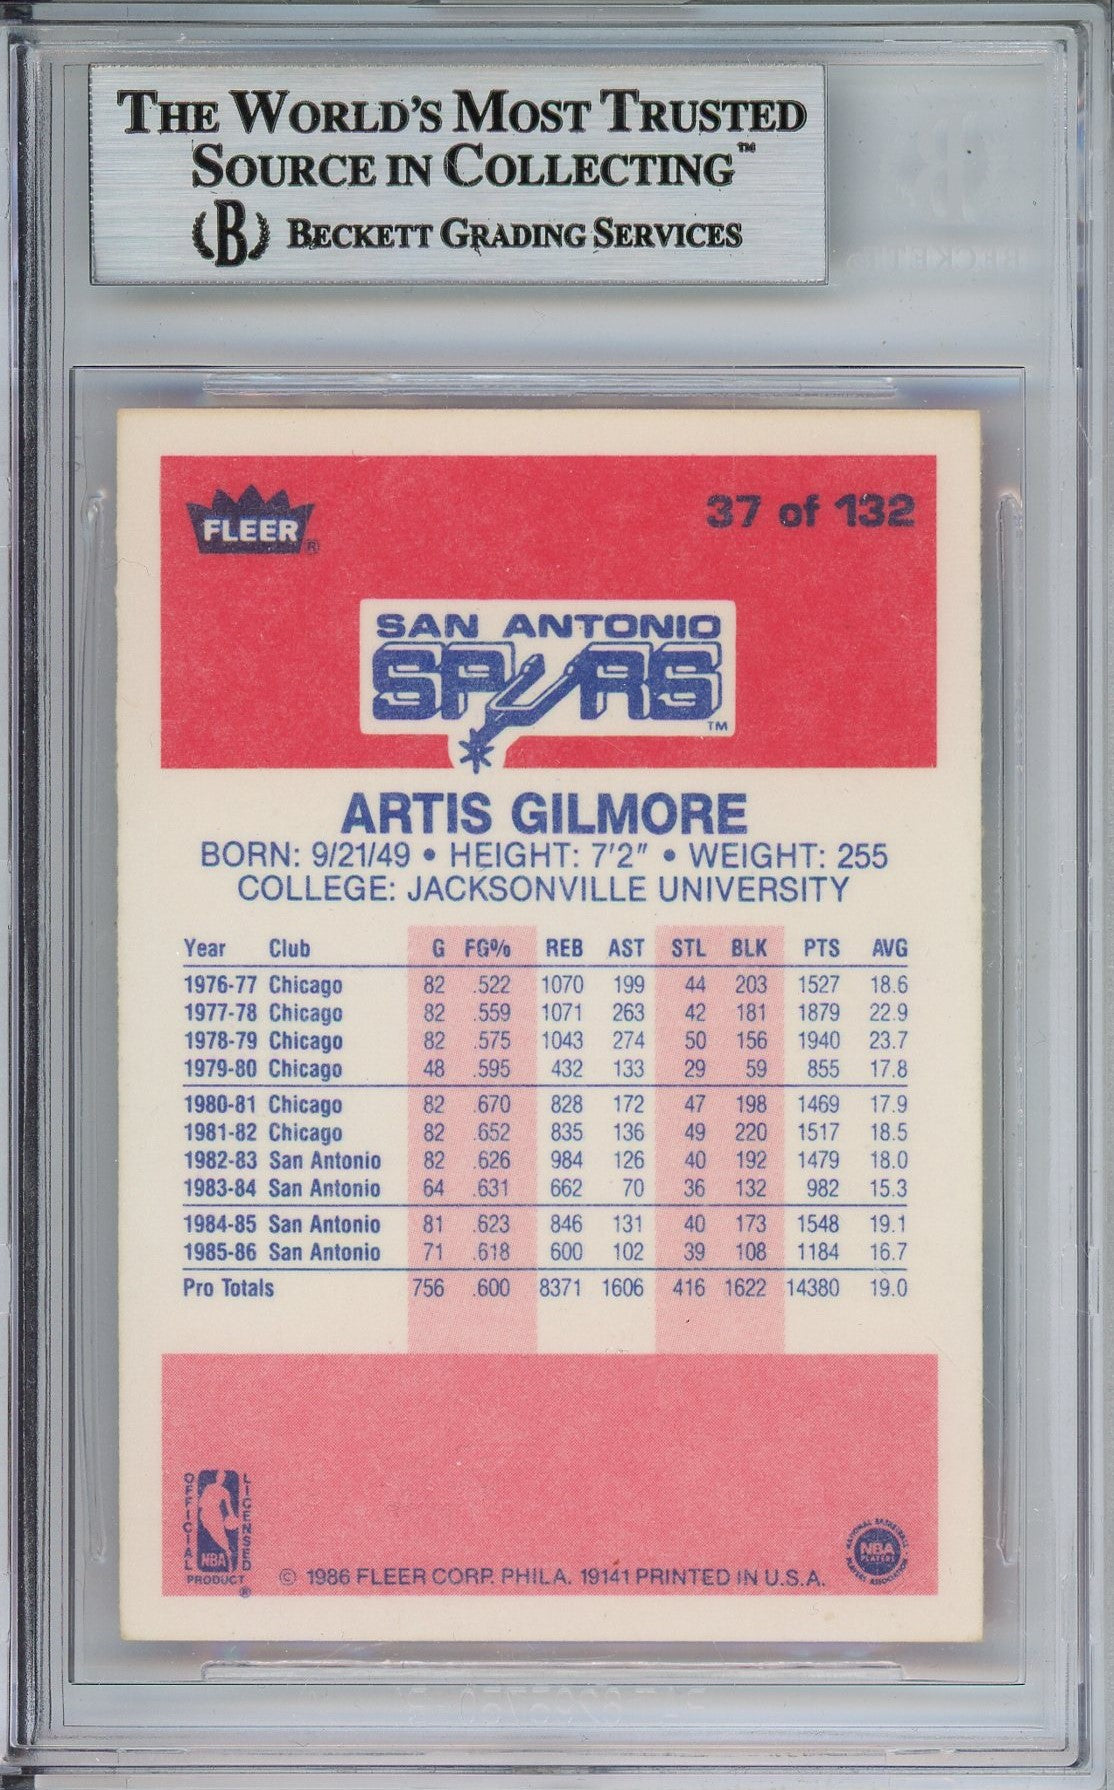 THE WORLD'S MOST TRUSTED
SOURCE IN COLLECTING™
B BECKETT GRADING SERVICES
FLEER®
37 of 132
SAN ANTONIO
SPURS™
ARTIS GILMORE
BORN: 9/21/49 • HEIGHT: 7'2" • WEIGHT: 255
COLLEGE: JACKSONVILLE UNIVERSITY
Year Club G FG% REB AST STL BLK PTS AVG
1976-77 Chicago 82 .522 1070 199 44 203 1527 18.6
1977-78 Chicago 82 .559 1071 263 42 181 1879 22.9
1978-79 Chicago 82 .575 1043 274 50 156 1940 23.7
1979-80 Chicago 48 .595 432 133 29 59 855 17.8
1980-81 Chicago 82 .670 828 172 47 198 1469 17.9
1981-82 Chicago 82 .652 835 136 49 220 1517 18.5
1982-83 San Antonio 82 .626 984 126 40 192 1479 18.0
1983-84 San Antonio 64 .631 662 70 36 132 982 15.3
1984-85 San Antonio 81 .623 846 131 40 173 1548 19.1
1985-86 San Antonio 71 .618 600 102 39 108 1184 16.7
Pro Totals 756 .600 8371 1606 416 1622 14380 19.0
OFFICIAL LICENSED
NBA
PRODUCT®
© 1986 FLEER CORP. PHILA. 19141 PRINTED IN U.S.A.
NATIONAL BASKETBALL
NBA
PLAYERS
PLAYERS ASSOCIATION